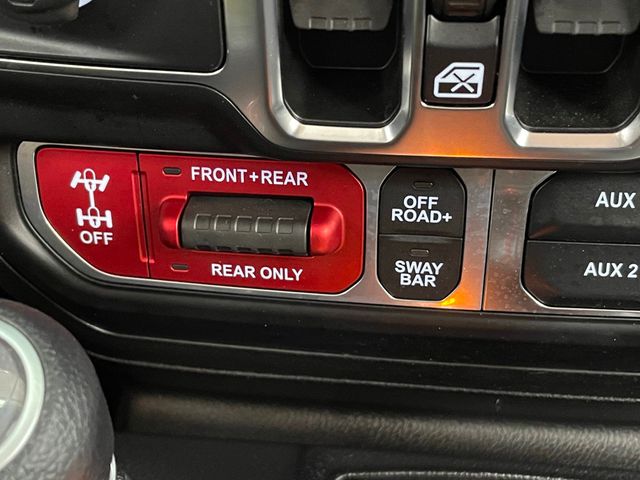 FRONT+REAR
OFF
REAR ONLY
OFF
ROAD+
SWAY
BAR
AUX
AUX 2